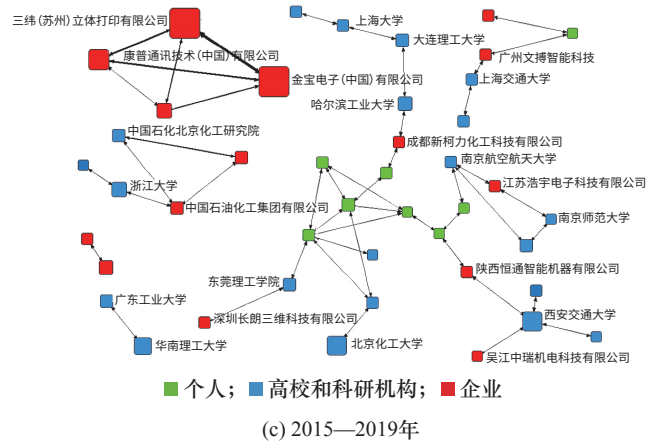 三纬(苏州)立体打印有限公司
上海大学
大连理工大学
康普通讯技术(中国)有限公司
广州文搏智能科技
金宝电子(中国)有限公司
上海交通大学
哈尔滨工业大学
中国石化北京化工研究院
成都新柯力化工科技有限公司
南京航空航天大学
浙江大学
江苏浩宇电子科技有限公司
中国石油化工集团有限公司
南京师范大学
陕西恒通智能机器有限公司
东莞理工学院
广东工业大学
深圳长朗三维科技有限公司
西安交通大学
华南理工大学
北京化工大学
吴江中瑞机电科技有限公司
个人; 高校和科研机构; 企业
(c) 2015—2019年